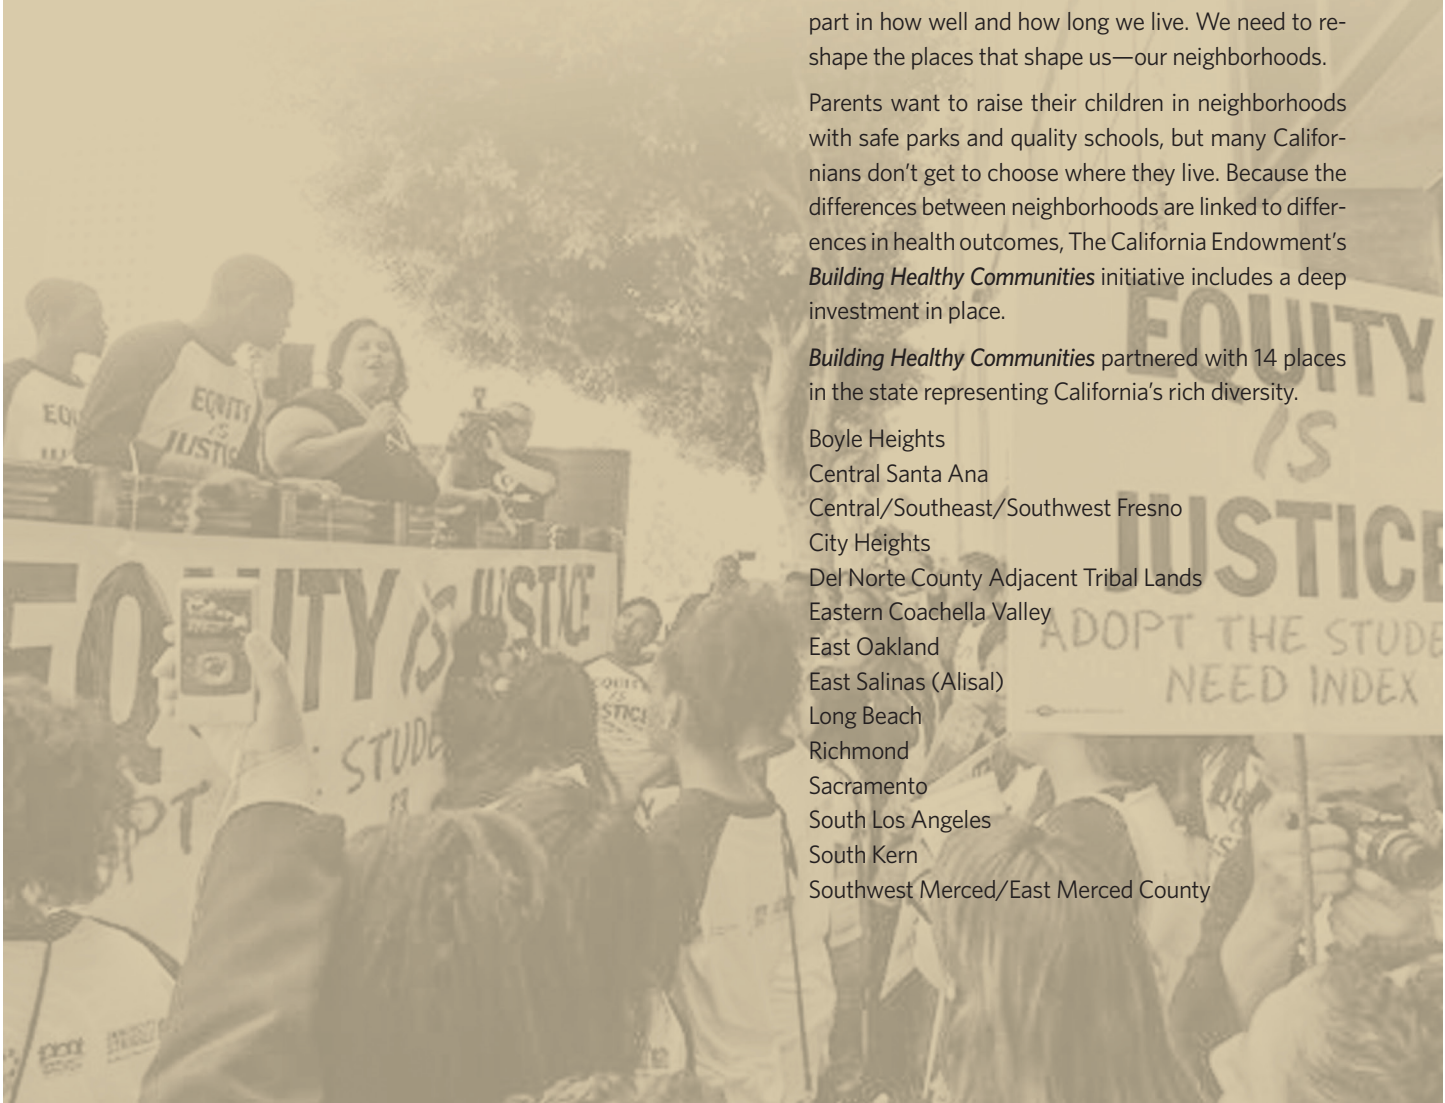 part in how well and how long we live. We need to re-
shape the places that shape us—our neighborhoods.
Parents want to raise their children in neighborhoods
with safe parks and quality schools, but many Califor-
nians don't get to choose where they live. Because the
differences between neighborhoods are linked to differ-
ences in health outcomes, The California Endowment's
Building Healthy Communities initiative includes a deep
investment in place.
Building Healthy Communities partnered with 14 places
in the state representing California's rich diversity.
Boyle Heights
Central Santa Ana
Central/Southeast/Southwest Fresno
City Heights
Del Norte County Adjacent Tribal Lands
Eastern Coachella Valley
East Oakland
East Salinas (Alisal)
Long Beach
Richmond
Sacramento
South Los Angeles
South Kern
Southwest Merced/East Merced County
EQUITY
IS
JUSTICE
ADOPT THE STUDE
NEED INDEX
EQU
EQUITY
IS
JUSTIC
EQUITY IS JUSTICE
STUDE
OPT
EQUITY
IS
STICE